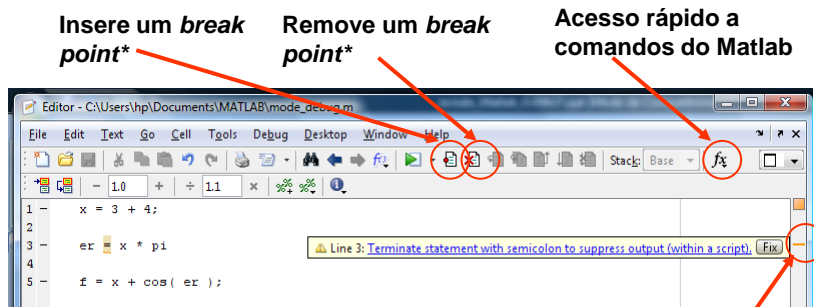 Insere um break point*
Remove um break point*
Acesso rápido a comandos do Matlab
Editor - C:\Users\hp\Documents\MATLAB\mode_debug.m
File Edit Text Go Cell Tools Debug Desktop Window Help
Stack: Base fx
− 1.0 + ÷ 1.1 ×
1 − x = 3 + 4;
2
3 − er = x * pi
Line 3: Terminate statement with semicolon to suppress output (within a script). Fix
4
5 − f = x + cos( er );